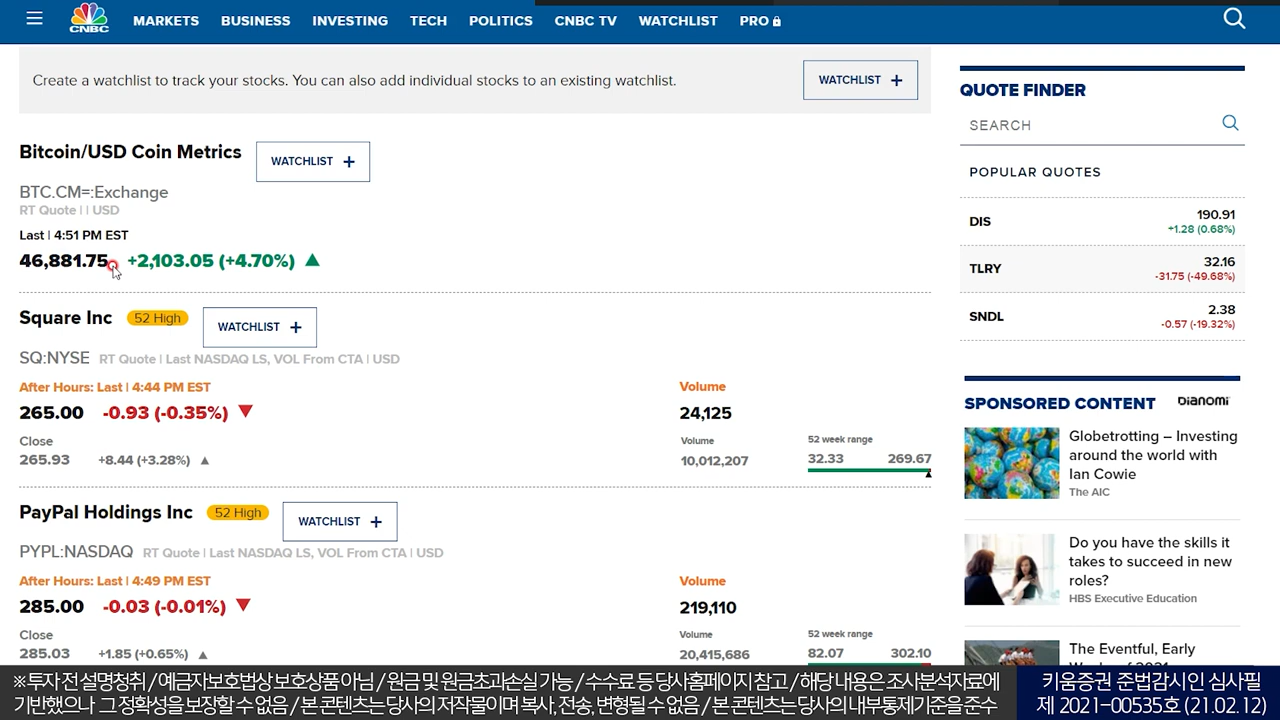 CNBC MARKETS BUSINESS INVESTING TECH POLITICS CNBC TV WATCHLIST PRO
Create a watchlist to track your stocks. You can also add individual stocks to an existing watchlist.
WATCHLIST +
Bitcoin/USD Coin Metrics
WATCHLIST +
BTC.CM=:Exchange
RT Quote | | USD
Last | 4:51 PM EST
46,881.75 +2,103.05 (+4.70%) ▲
Square Inc 52 High
WATCHLIST +
SQ:NYSE RT Quote | Last NASDAQ LS, VOL From CTA | USD
After Hours: Last | 4:44 PM EST
265.00 -0.93 (-0.35%) ▼
Close
265.93 +8.44 (+3.28%) ▲
Volume
24,125
Volume
10,012,207
52 week range
32.33 269.67
PayPal Holdings Inc 52 High
WATCHLIST +
PYPL:NASDAQ RT Quote | Last NASDAQ LS, VOL From CTA | USD
After Hours: Last | 4:49 PM EST
285.00 -0.03 (-0.01%) ▼
Close
285.03 +1.85 (+0.65%) ▲
Volume
219,110
Volume
20,415,686
52 week range
82.07 302.10
QUOTE FINDER
SEARCH
POPULAR QUOTES
DIS 190.91
+1.28 (0.68%)
TLRY 32.16
-31.75 (-49.68%)
SNDL 2.38
-0.57 (-19.32%)
SPONSORED CONTENT DIANOMI
Globetrotting – Investing
around the world with
Ian Cowie
The AIC
Do you have the skills it
takes to succeed in new
roles?
HBS Executive Education
The Eventful, Early
※투자 전 설명청취 / 예금자보호법상 보호상품 아님 / 원금 및 원금초과손실 가능 / 수수료 등 당사홈페이지 참고 / 해당 내용은 조사분석자료에
기반했으나 그 정확성을 보장할 수 없음 / 본 콘텐츠는 당사의 저작물이며 복사, 전송, 변형될 수 없음 / 본 콘텐츠는 당사의 내부통제기준을 준수
키움증권 준법감시인 심사필
제 2021-00535호 (21.02.12)